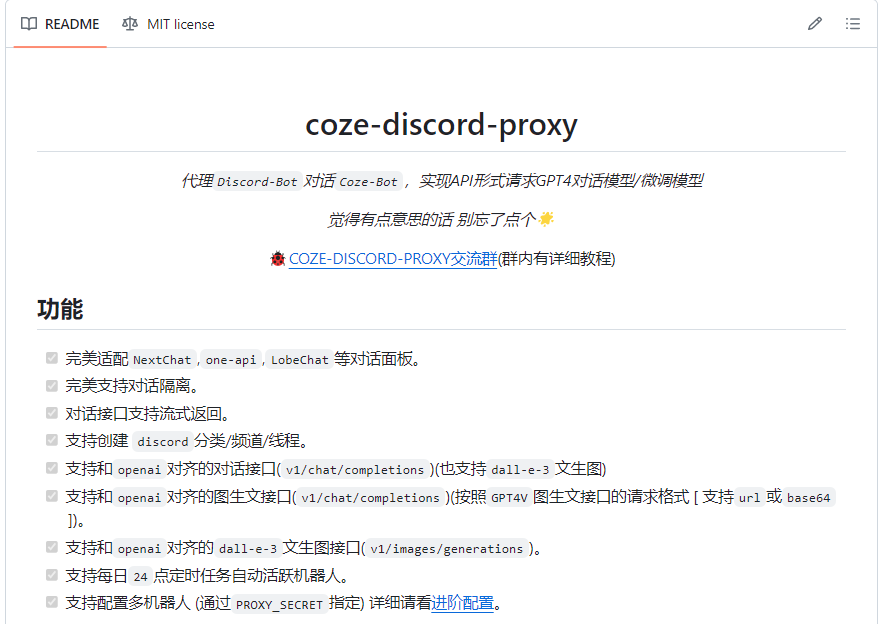 README MIT license
coze-discord-proxy
代理 Discord-Bot 对话 Coze-Bot ，实现API形式请求GPT4对话模型/微调模型
觉得有点意思的话 别忘了点个🌟
🐞 COZE-DISCORD-PROXY交流群(群内有详细教程)
功能
完美适配 NextChat , one-api , LobeChat 等对话面板。
完美支持对话隔离。
对话接口支持流式返回。
支持创建 discord 分类/频道/线程。
支持和 openai 对齐的对话接口( v1/chat/completions )(也支持 dall-e-3 文生图)
支持和 openai 对齐的图生文接口( v1/chat/completions )(按照 GPT4V 图生文接口的请求格式 [ 支持 url 或 base64
])。
支持和 openai 对齐的 dall-e-3 文生图接口( v1/images/generations )。
支持每日 24 点定时任务自动活跃机器人。
支持配置多机器人 (通过 PROXY_SECRET 指定) 详细请看进阶配置。